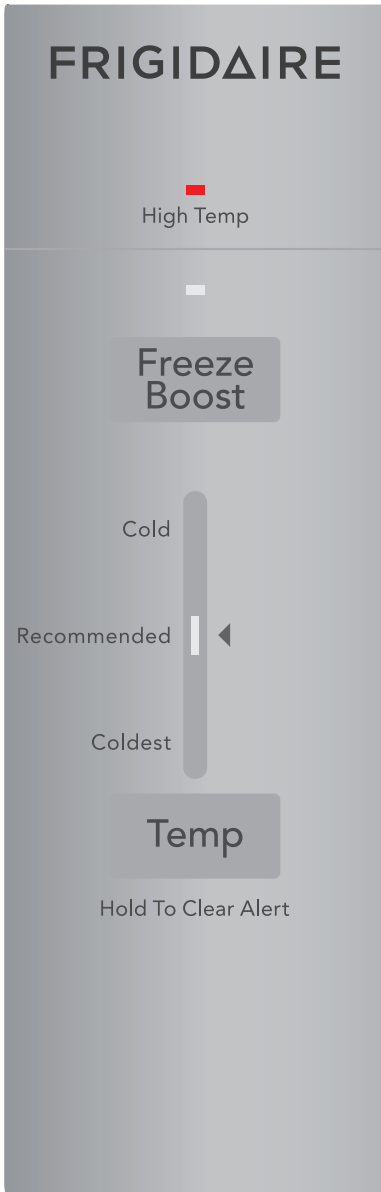 FRIGIDAIRE
High Temp
Freeze
Boost
Cold
Recommended
Coldest
Temp
Hold To Clear Alert